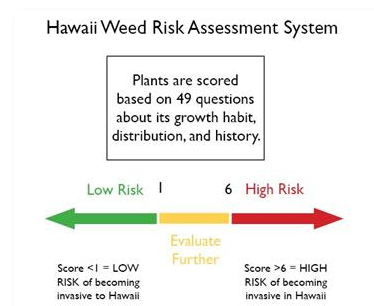 Hawaii Weed Risk Assessment System
Plants are scored
based on 49 questions
about its growth habit,
distribution, and history.
Low Risk 1 6 High Risk
Evaluate
Further
Score <1 = LOW
RISK of becoming
invasive to Hawaii
Score >6 = HIGH
RISK of becoming
invasive in Hawaii